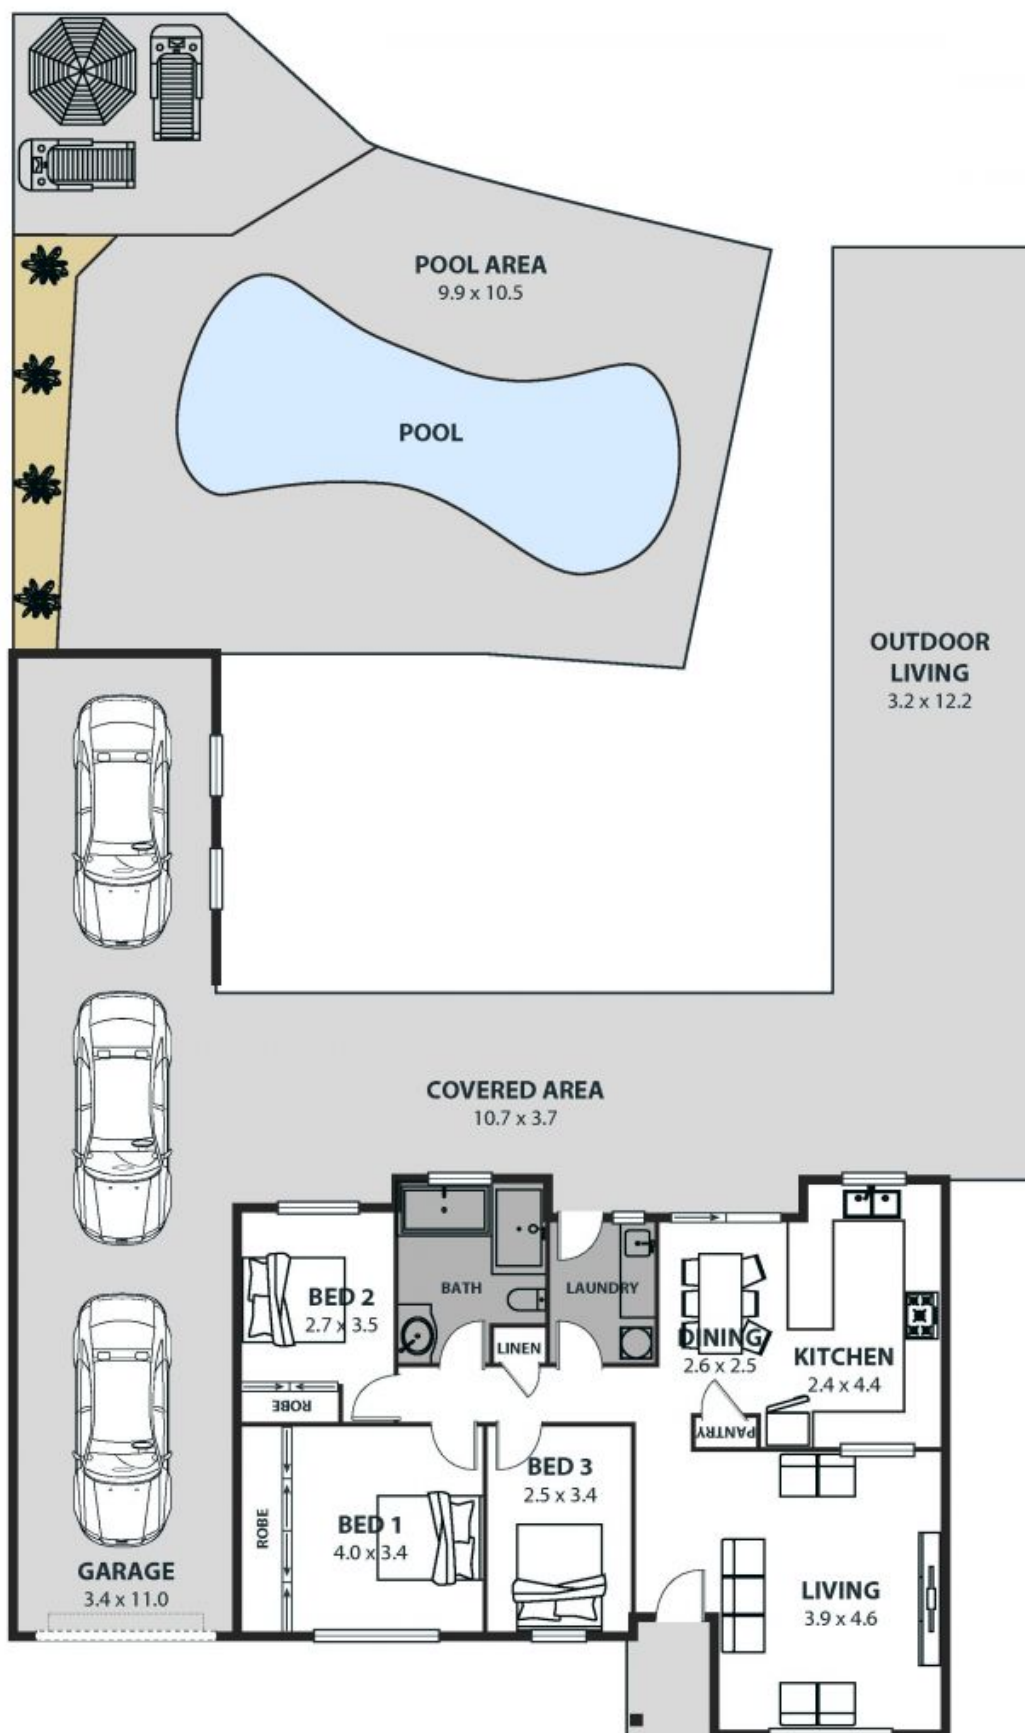 POOL AREA
9.9 x 10.5
POOL
OUTDOOR
LIVING
3.2 x 12.2
COVERED AREA
10.7 x 3.7
BED 2
2.7 x 3.5
BATH
LAUNDRY
LINEN
DINING
2.6 x 2.5
KITCHEN
2.4 x 4.4
ROBE
PANTRY
ROBE
BED 1
4.0 x 3.4
BED 3
2.5 x 3.4
GARAGE
3.4 x 11.0
LIVING
3.9 x 4.6